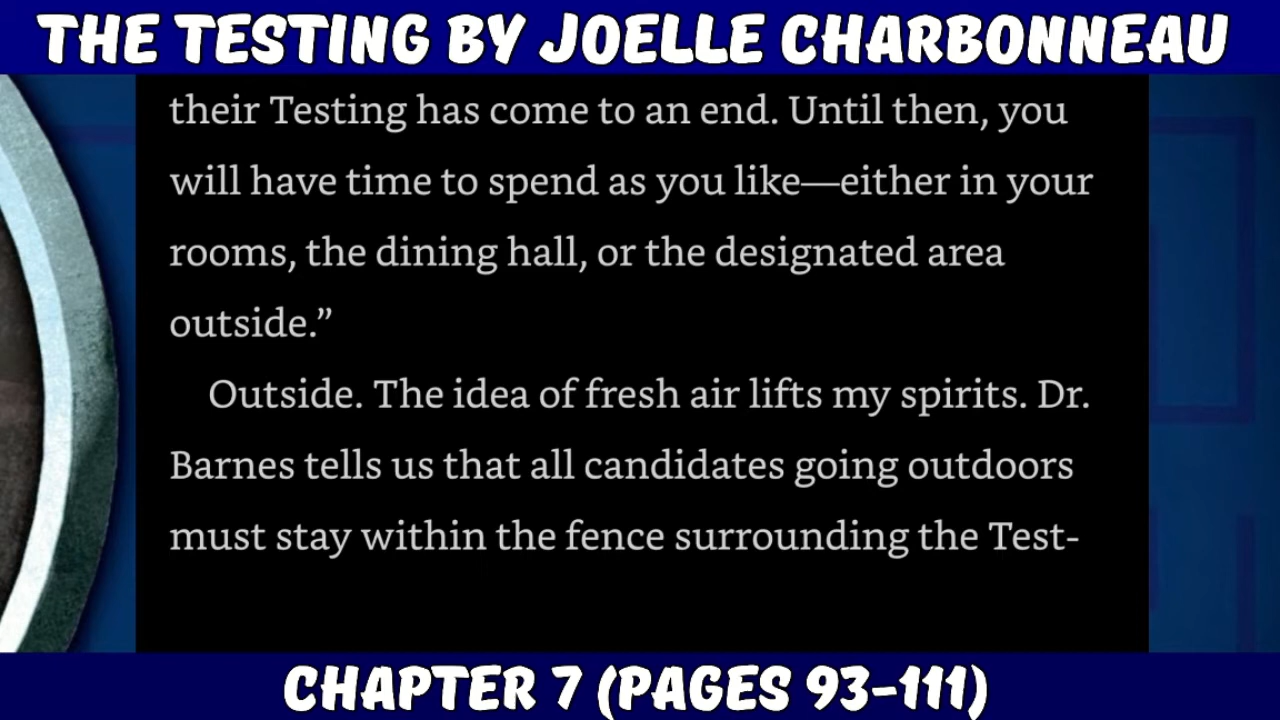 THE TESTING BY JOELLE CHARBONNEAU
their Testing has come to an end. Until then, you
will have time to spend as you like—either in your
rooms, the dining hall, or the designated area
outside.”
Outside. The idea of fresh air lifts my spirits. Dr.
Barnes tells us that all candidates going outdoors
must stay within the fence surrounding the Test-
CHAPTER 7 (PAGES 93-111)